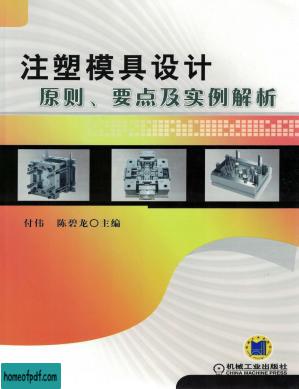 注塑模具设计
原则、要点及实例解析
付伟 陈碧龙○主编
机械工业出版社
CHINA MACHINE PRESS
homeofpdf.com